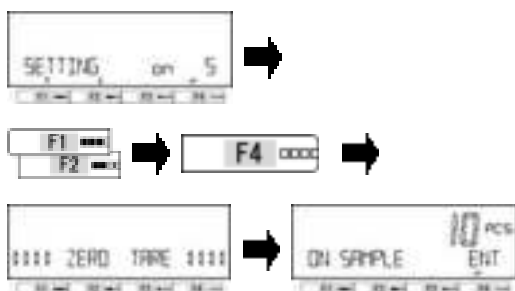 SETTING on 5
F1
F2
F4
ZERO TARE
10 PCS
ON SAMPLE ENT